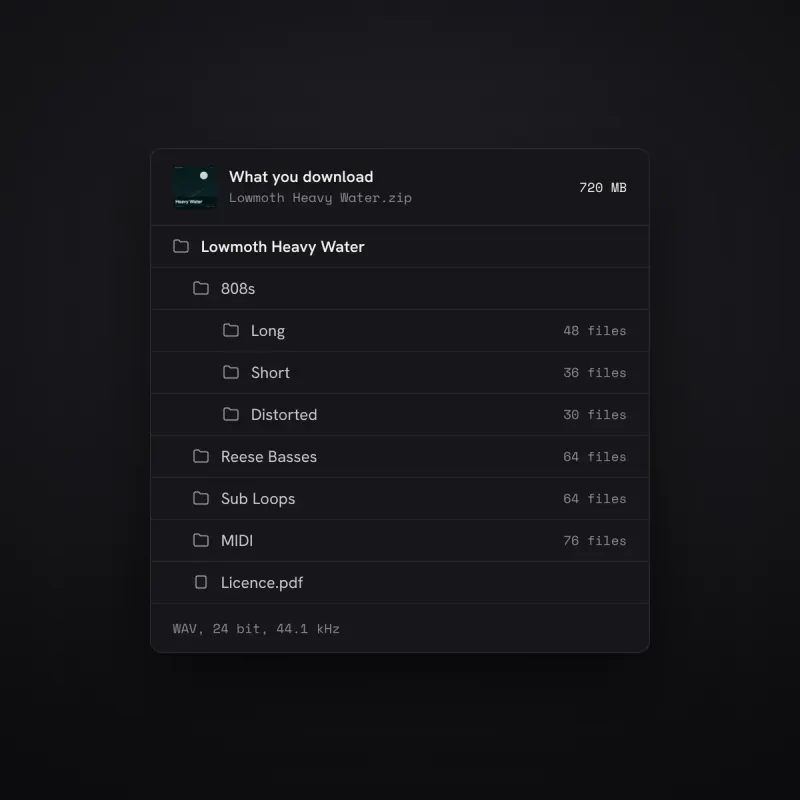 Heavy Water
What you download
Lowmoth Heavy Water.zip
720 MB
Lowmoth Heavy Water
808s
Long 48 files
Short 36 files
Distorted 30 files
Reese Basses 64 files
Sub Loops 64 files
MIDI 76 files
Licence.pdf
WAV, 24 bit, 44.1 kHz